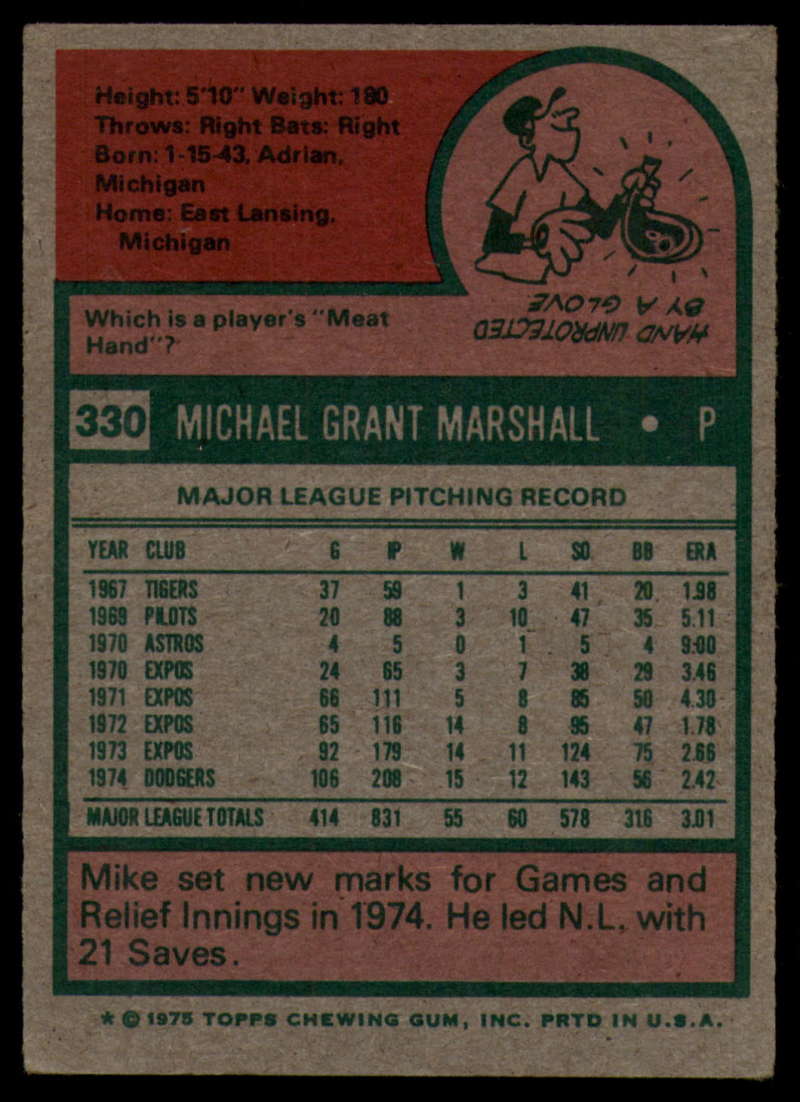 Height: 5'10" Weight: 180
Throws: Right Bats: Right
Born: 1-15-43, Adrian,
Michigan
Home: East Lansing,
Michigan
Which is a player's "Meat
Hand"?
HAND UNPROTECTED
BY A GLOVE
330 MICHAEL GRANT MARSHALL • P
MAJOR LEAGUE PITCHING RECORD
YEAR CLUB G IP W L SO BB ERA
1967 TIGERS 37 59 1 3 41 20 1.98
1969 PILOTS 20 88 3 10 47 35 5.11
1970 ASTROS 4 5 0 1 5 4 9:00
1970 EXPOS 24 65 3 7 38 29 3.46
1971 EXPOS 66 111 5 8 85 50 4.30
1972 EXPOS 65 116 14 8 95 47 1.78
1973 EXPOS 92 179 14 11 124 75 2.66
1974 DODGERS 106 208 15 12 143 56 2.42
MAJOR LEAGUE TOTALS 414 831 55 60 578 316 3.01
Mike set new marks for Games and
Relief Innings in 1974. He led N.L. with
21 Saves.
* © 1975 TOPPS CHEWING GUM, INC. PRTD IN U.S.A.